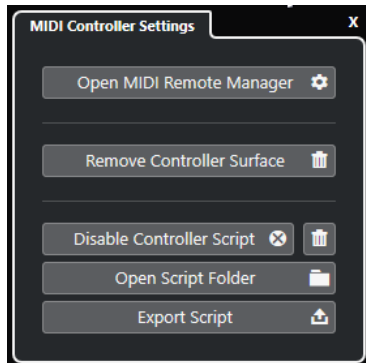 MIDI Controller Settings
X
Open MIDI Remote Manager
Remove Controller Surface
Disable Controller Script
Open Script Folder
Export Script